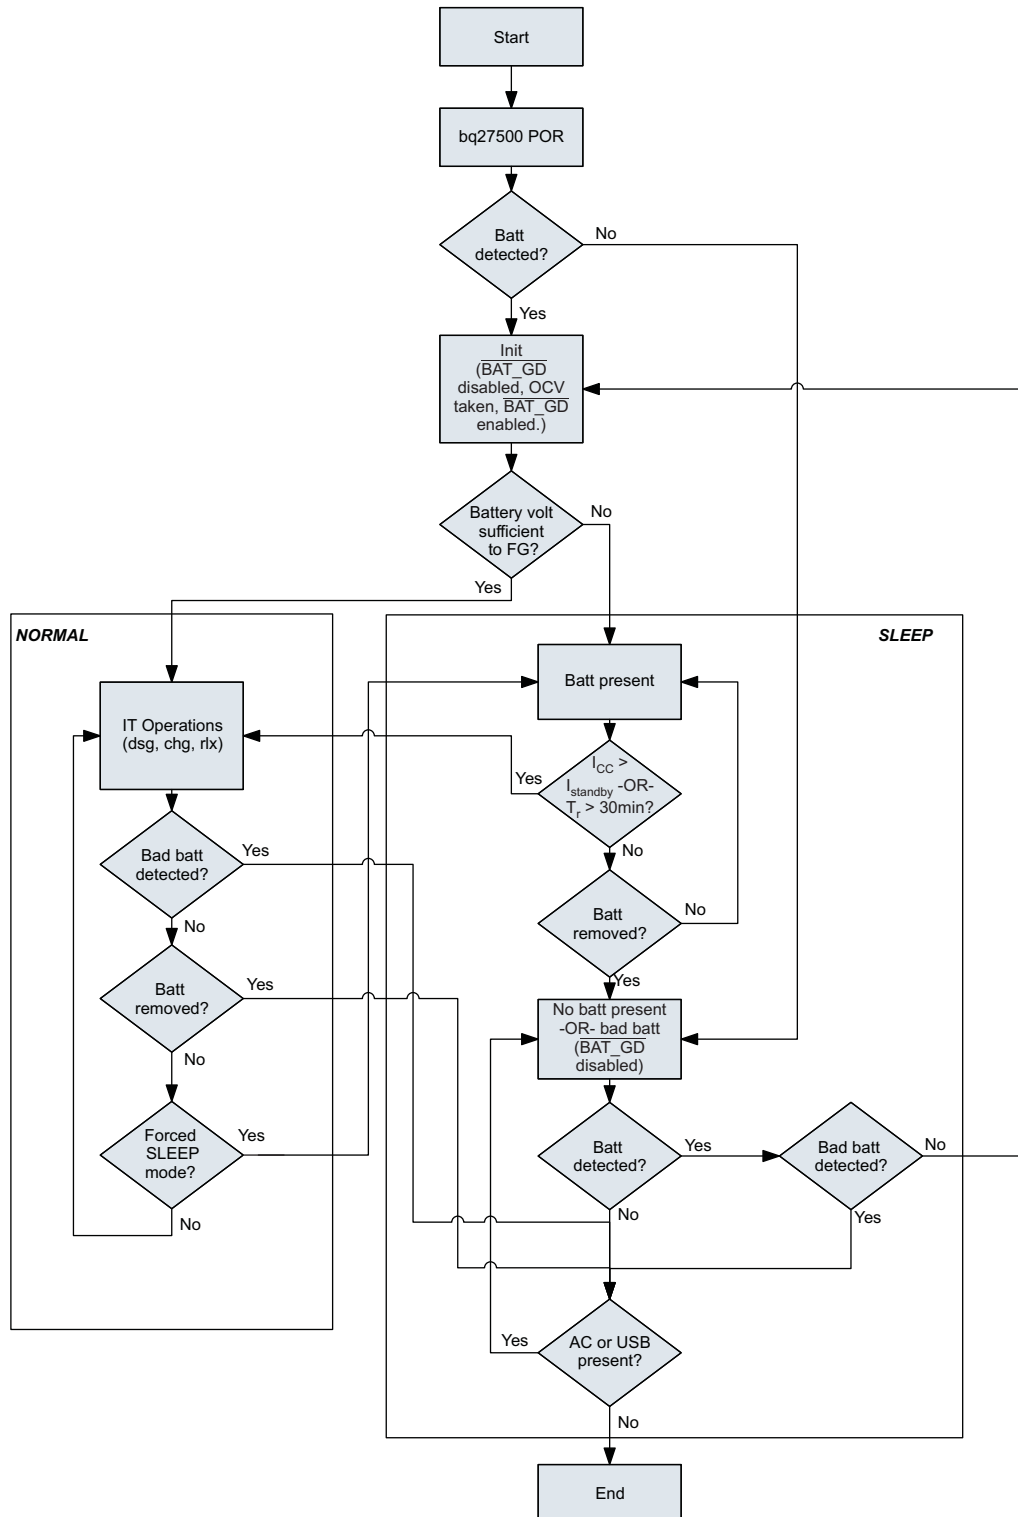 Start
bq27500 POR
Batt
detected?
No
Yes
Init
(BAT_GD
disabled, OCV
taken, BAT_GD
enabled.)
Battery volt
sufficient
to FG?
No
Yes
NORMAL
SLEEP
IT Operations
(dsg, chg, rlx)
Batt present
Yes
I_CC >
I_standby -OR-
T_r > 30min?
No
Bad batt
detected?
Yes
No
Batt
removed?
No
Yes
Batt
removed?
Yes
No
No batt present
-OR- bad batt
(BAT_GD
disabled)
Forced
SLEEP
mode?
Yes
No
Batt
detected?
Yes
No
Bad batt
detected?
No
Yes
AC or USB
present?
Yes
No
End